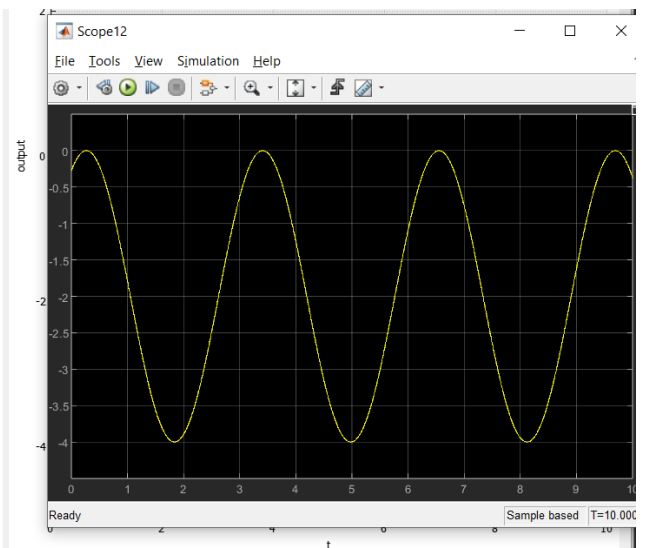 2
Scope12
File Tools View Simulation Help
output
0
-2
-4
0
-0.5
-1
-1.5
-2
-2.5
-3
-3.5
-4
0 1 2 3 4 5 6 7 8 9 10
Ready
Sample based T=10.000
0 2 4 6 8 10
t